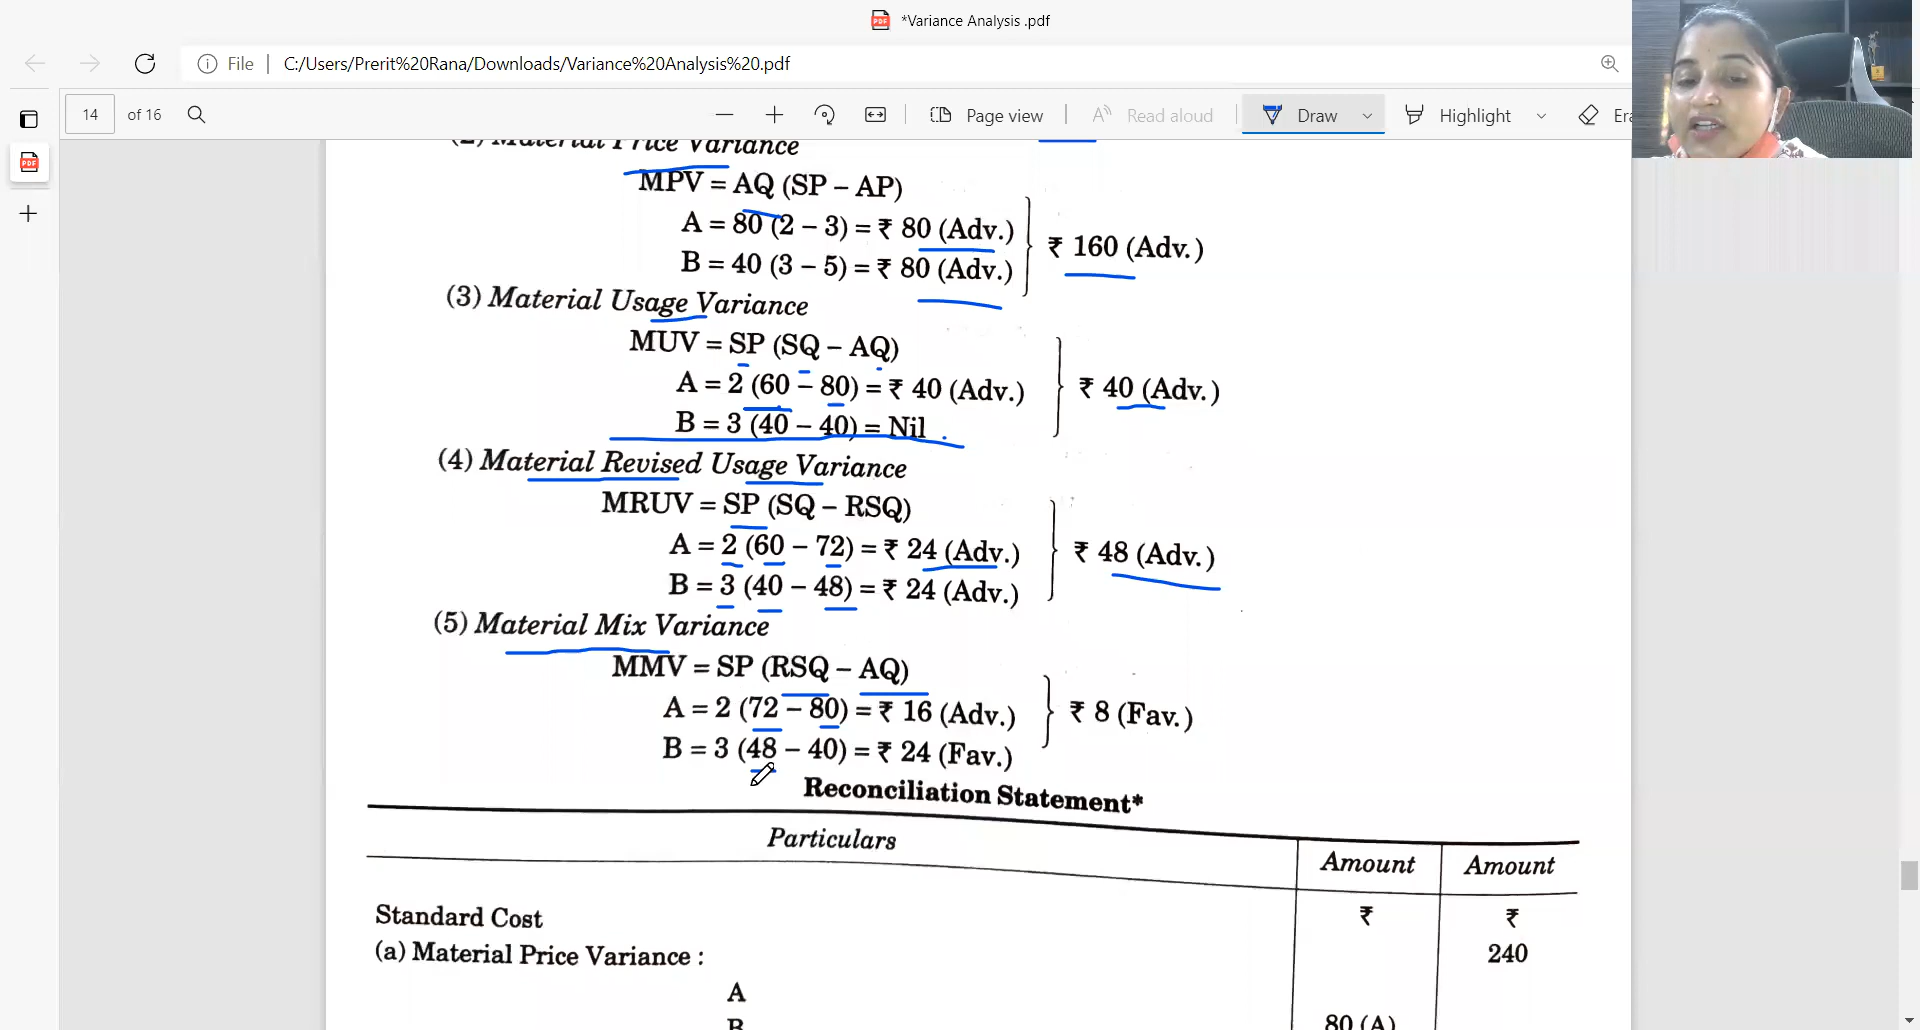 *Variance Analysis .pdf
File | C:/Users/Prerit%20Rana/Downloads/Variance%20Analysis%20.pdf
14 of 16 Page view Read aloud Draw Highlight
(2) Material Price Variance
MPV = AQ (SP – AP)
A = 80 (2 – 3) = ₹ 80 (Adv.)
B = 40 (3 – 5) = ₹ 80 (Adv.)
₹ 160 (Adv.)
(3) Material Usage Variance
MUV = SP (SQ – AQ)
A = 2 (60 – 80) = ₹ 40 (Adv.)
B = 3 (40 – 40) = Nil
₹ 40 (Adv.)
(4) Material Revised Usage Variance
MRUV = SP (SQ – RSQ)
A = 2 (60 – 72) = ₹ 24 (Adv.)
B = 3 (40 – 48) = ₹ 24 (Adv.)
₹ 48 (Adv.)
(5) Material Mix Variance
MMV = SP (RSQ – AQ)
A = 2 (72 – 80) = ₹ 16 (Adv.)
B = 3 (48 – 40) = ₹ 24 (Fav.)
₹ 8 (Fav.)
Reconciliation Statement*
Particulars Amount Amount
Standard Cost ₹ ₹
(a) Material Price Variance : 240
A
B 80 (A)